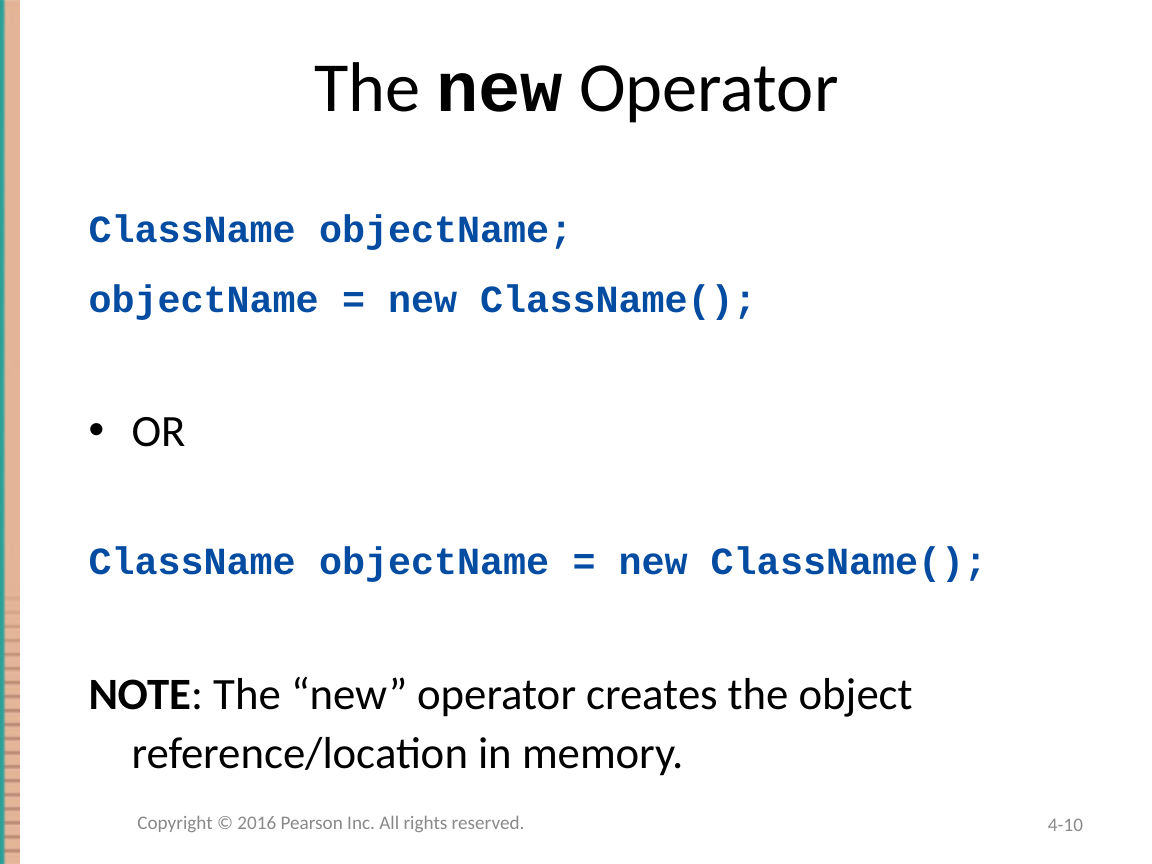 The new Operator
ClassName objectName;
objectName = new ClassName();
• OR
ClassName objectName = new ClassName();
NOTE: The “new” operator creates the object
reference/location in memory.
Copyright © 2016 Pearson Inc. All rights reserved.
4-10